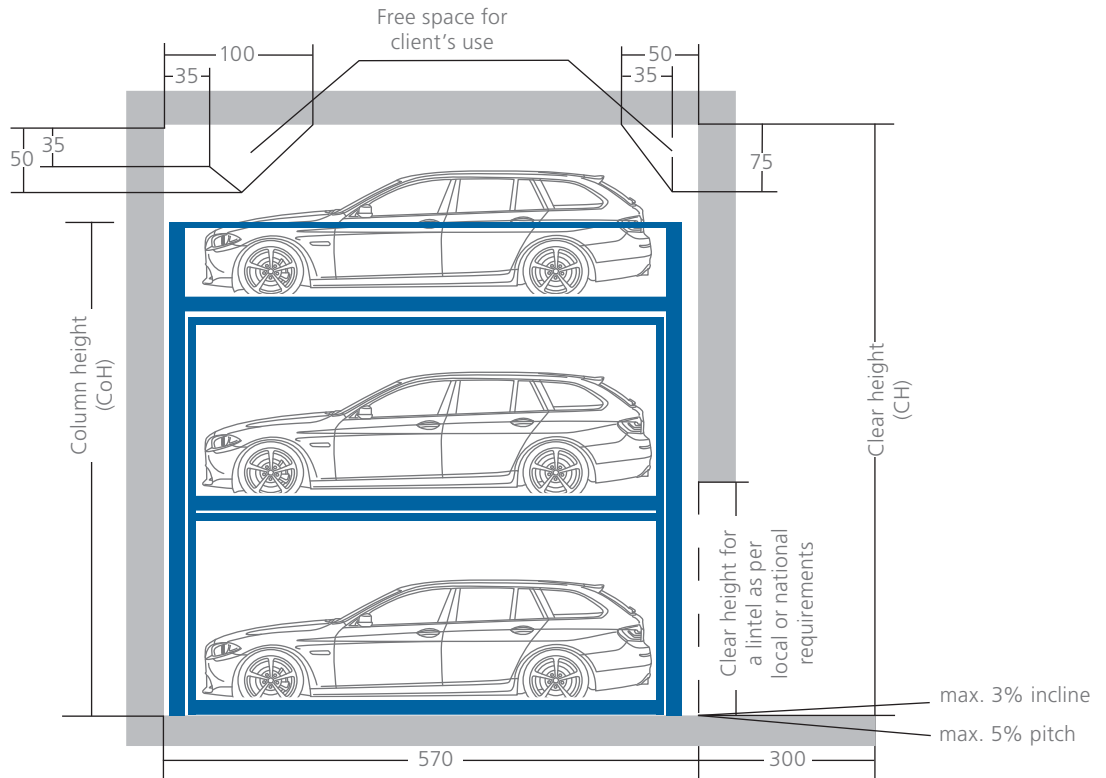 Free space for
client's use
100
50
35
35
35
50
75
Column height
(CoH)
Clear height
(CH)
Clear height for
a lintel as per
local or national
requirements
max. 3% incline
max. 5% pitch
570
300